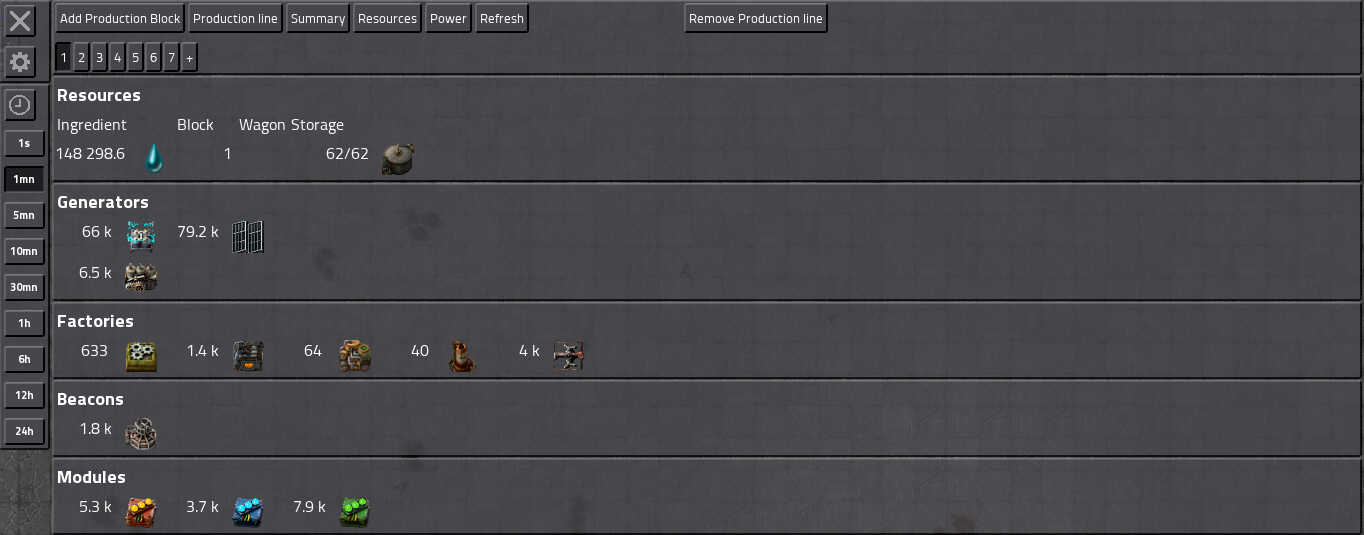 Add Production Block Production line Summary Resources Power Refresh Remove Production line
1 2 3 4 5 6 7 +
Resources
Ingredient Block Wagon Storage
148 298.6 1 62/62
Generators
66 k 79.2 k
6.5 k
Factories
633 1.4 k 64 40 4 k
Beacons
1.8 k
Modules
5.3 k 3.7 k 7.9 k
1s
1mn
5mn
10mn
30mn
1h
6h
12h
24h